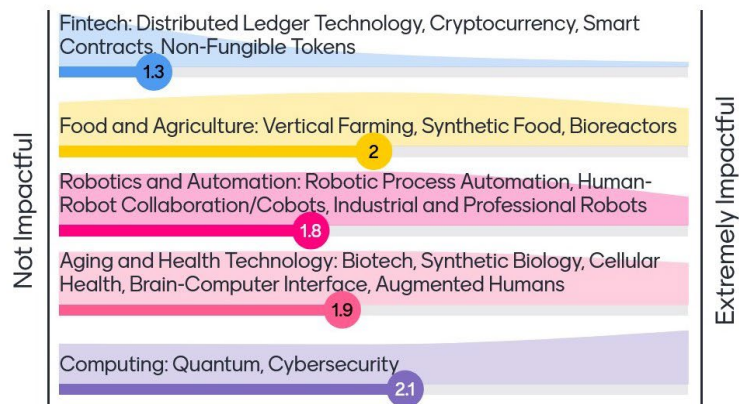 Fintech: Distributed Ledger Technology, Cryptocurrency, Smart
Contracts, Non-Fungible Tokens
1.3
Food and Agriculture: Vertical Farming, Synthetic Food, Bioreactors
2
Robotics and Automation: Robotic Process Automation, Human-
Robot Collaboration/Cobots, Industrial and Professional Robots
1.8
Aging and Health Technology: Biotech, Synthetic Biology, Cellular
Health, Brain-Computer Interface, Augmented Humans
1.9
Computing: Quantum, Cybersecurity
2.1
Not Impactful
Extremely Impactful